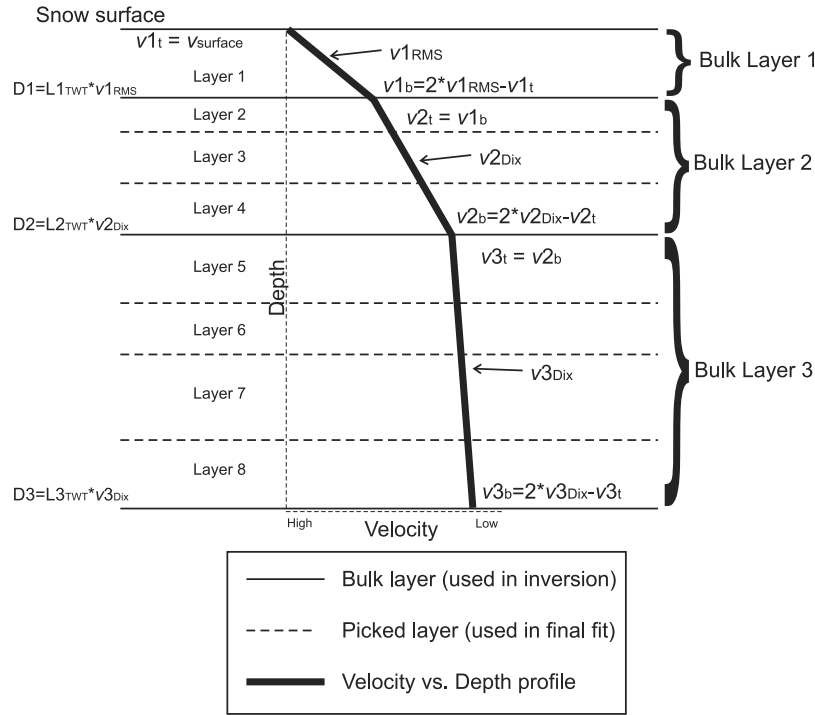 Snow surface
v1t = vsurface
v1RMS
Layer 1
Bulk Layer 1
D1=L1TWT*v1RMS
v1b=2*v1RMS-v1t
Layer 2
v2t = v1b
Layer 3
v2Dix
Bulk Layer 2
Layer 4
v2b=2*v2Dix-v2t
D2=L2TWT*v2Dix
v3t = v2b
Layer 5
Depth
Layer 6
Bulk Layer 3
v3Dix
Layer 7
Layer 8
v3b=2*v3Dix-v3t
D3=L3TWT*v3Dix
High
Velocity
Low
Bulk layer (used in inversion)
Picked layer (used in final fit)
Velocity vs. Depth profile